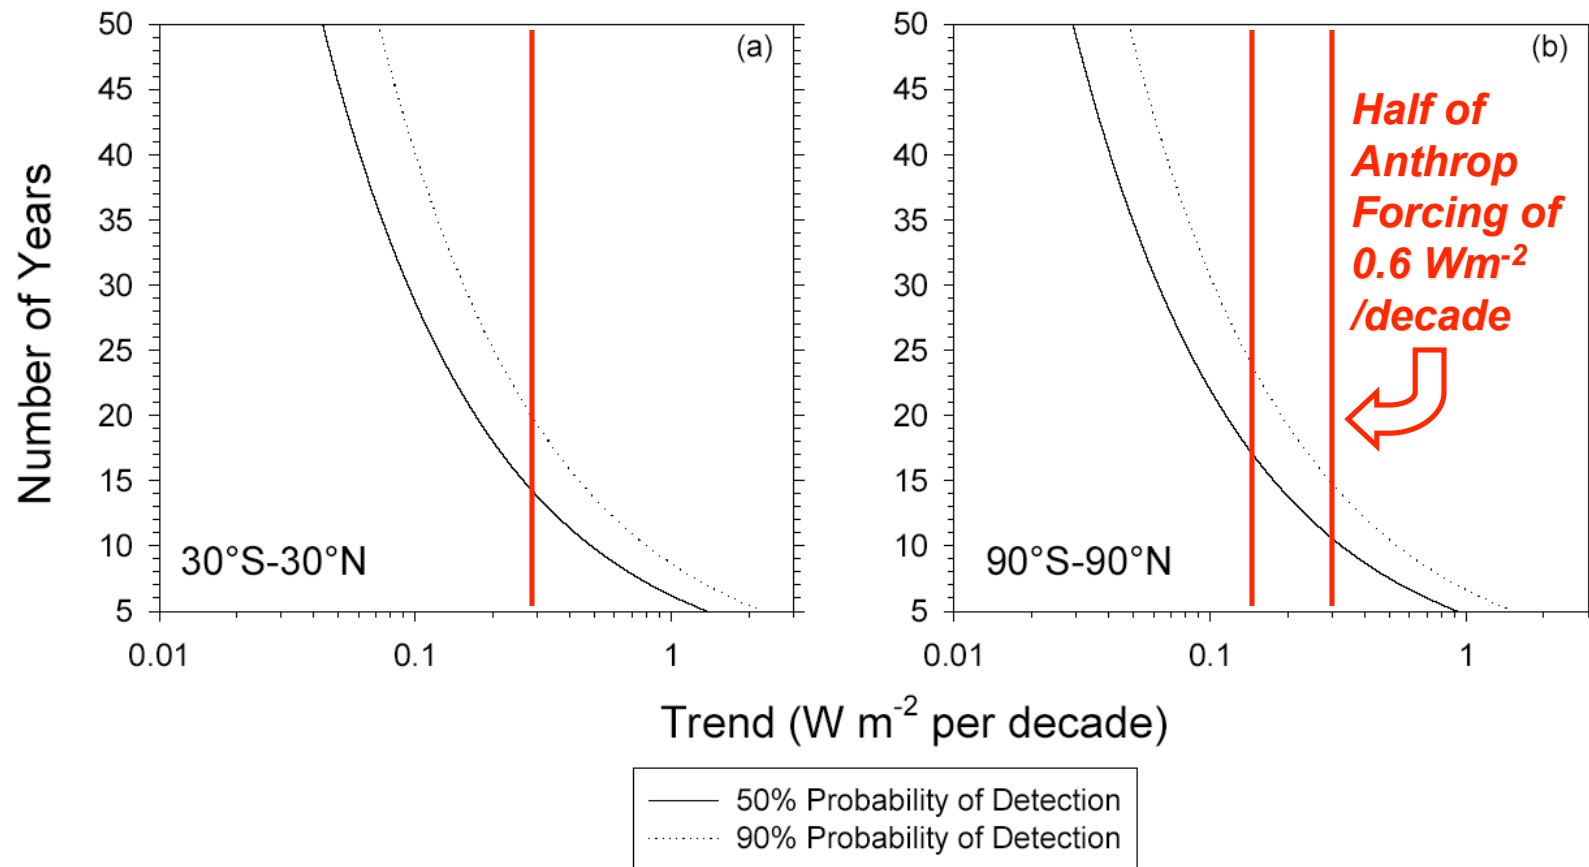 Number of Years
50
45
40
35
30
25
20
15
10
5
(a)
30°S-30°N
0.01
0.1
1
50
45
40
35
30
25
20
15
10
5
(b)
Half of
Anthrop
Forcing of
0.6 Wm⁻²
/decade
90°S-90°N
0.01
0.1
1
Trend (W m⁻² per decade)
50% Probability of Detection
90% Probability of Detection